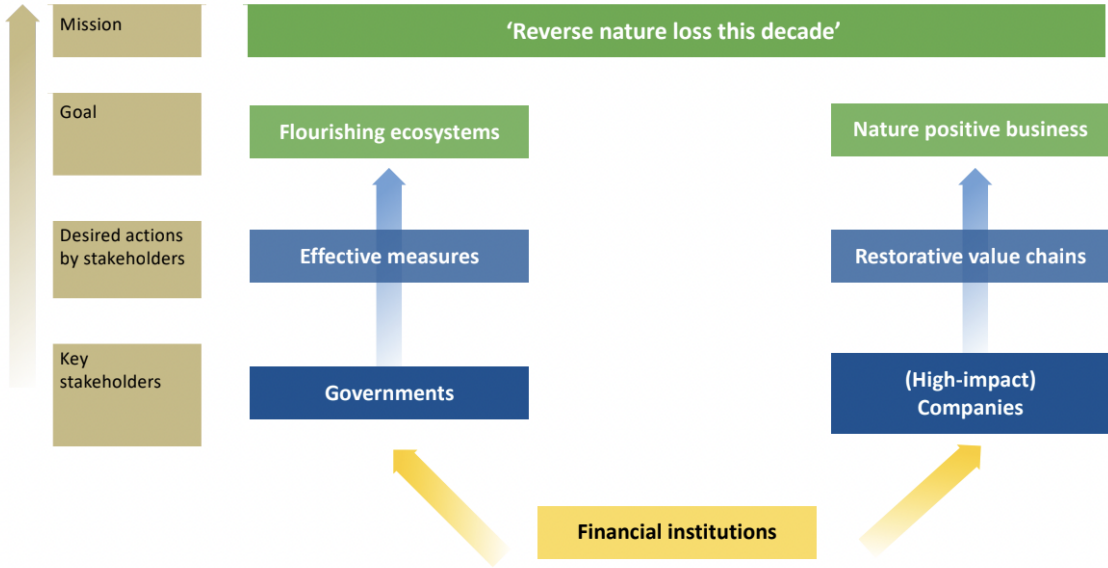 Mission
‘Reverse nature loss this decade’
Goal
Flourishing ecosystems
Nature positive business
Desired actions
by stakeholders
Effective measures
Restorative value chains
Key
stakeholders
Governments
(High-impact)
Companies
Financial institutions